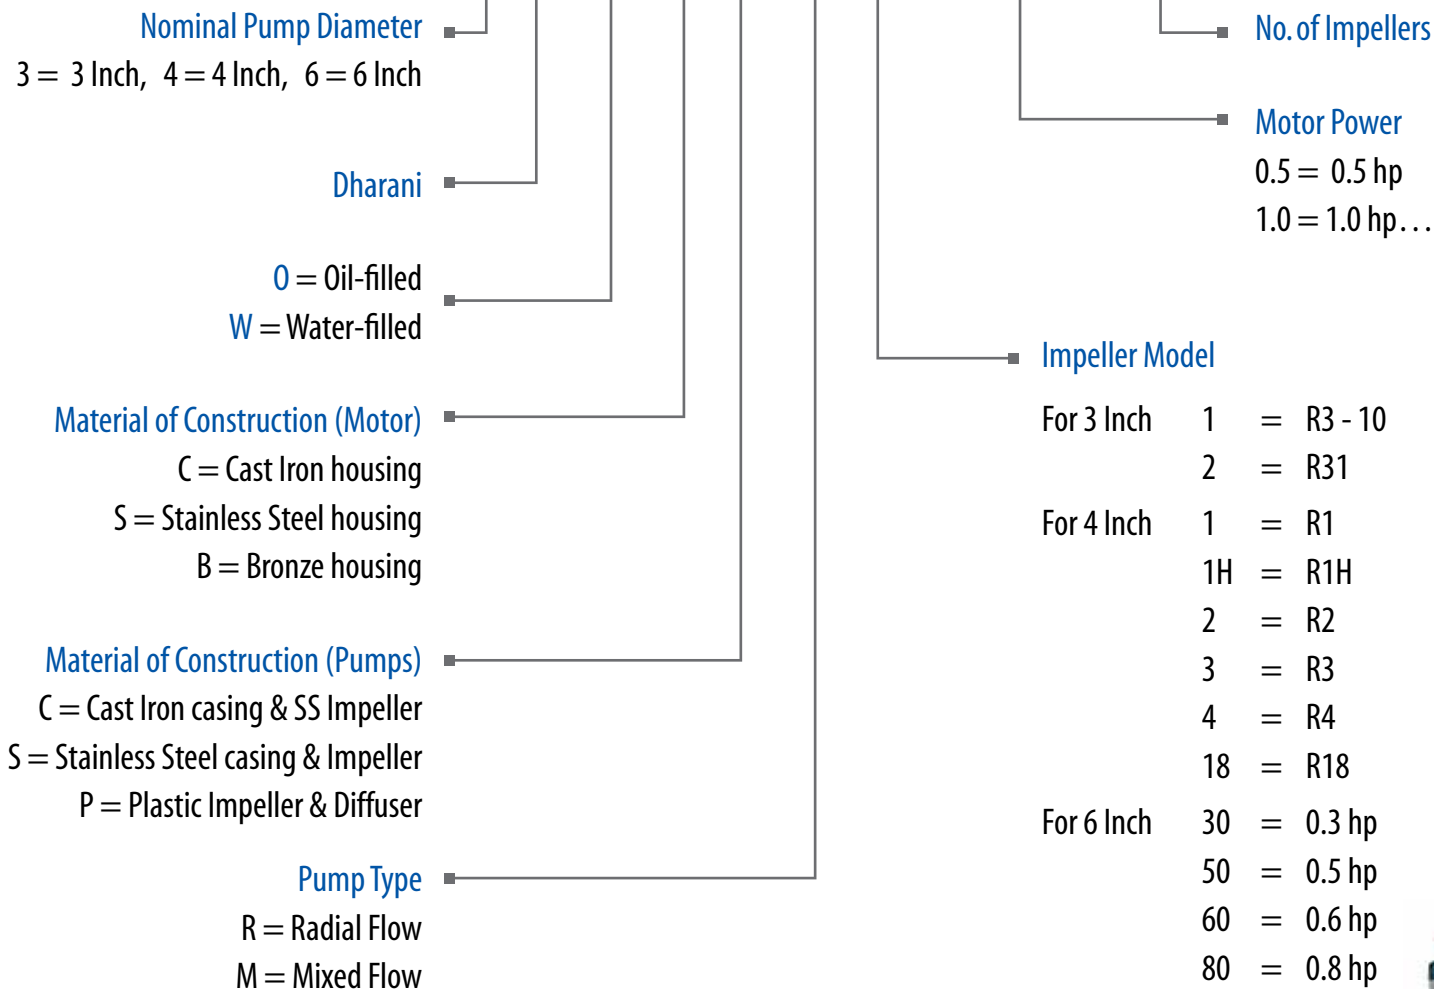 Nominal Pump Diameter
3 = 3 Inch, 4 = 4 Inch, 6 = 6 Inch
Dharani
O = Oil-filled
W = Water-filled
Material of Construction (Motor)
C = Cast Iron housing
S = Stainless Steel housing
B = Bronze housing
Material of Construction (Pumps)
C = Cast Iron casing & SS Impeller
S = Stainless Steel casing & Impeller
P = Plastic Impeller & Diffuser
Pump Type
R = Radial Flow
M = Mixed Flow
No. of Impellers
Motor Power
0.5 = 0.5 hp
1.0 = 1.0 hp...
Impeller Model
For 3 Inch 1 = R3 - 10
2 = R31
For 4 Inch 1 = R1
1H = R1H
2 = R2
3 = R3
4 = R4
18 = R18
For 6 Inch 30 = 0.3 hp
50 = 0.5 hp
60 = 0.6 hp
80 = 0.8 hp